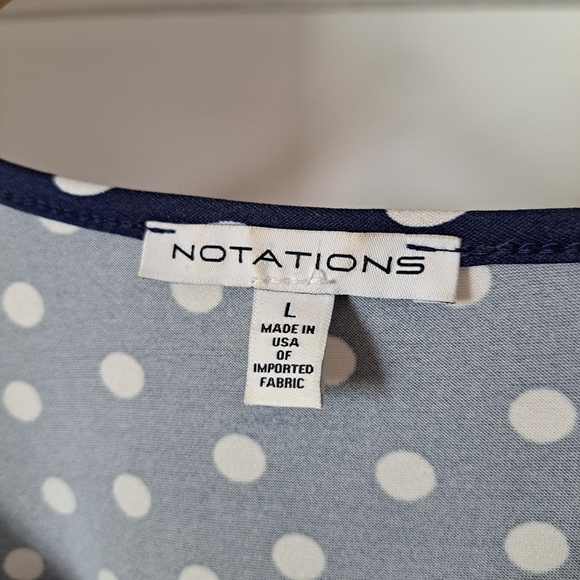 NOTATIONS
L
MADE IN
USA
OF
IMPORTED
FABRIC